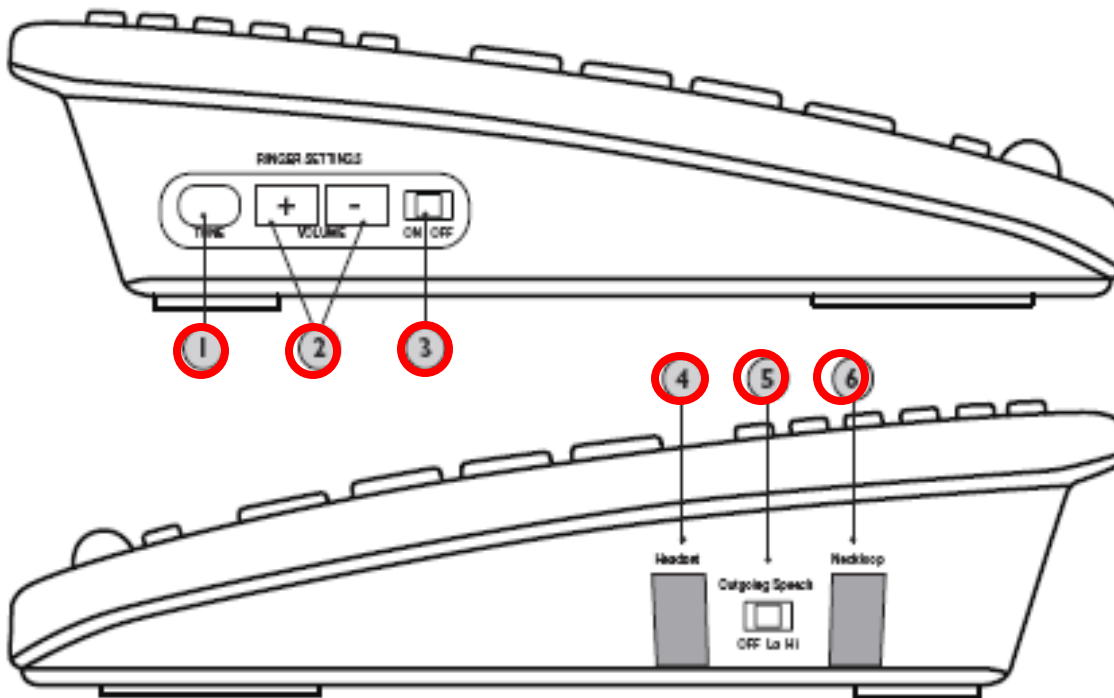 RINGER SETTINGS
+ -
TONE VOLUME ON OFF
1 2 3
4 5 6
Headset Neckloop
Outgoing Speech
OFF Lo Hi